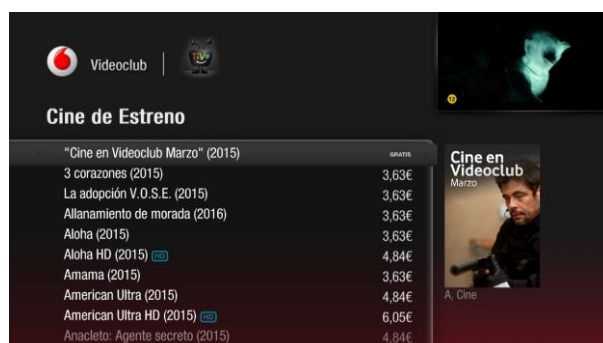 Videoclub
TiVo
Cine de Estreno
"Cine en Videoclub Marzo" (2015) GRATIS
3 corazones (2015) 3,63€
La adopción V.O.S.E. (2015) 3,63€
Allanamiento de morada (2016) 3,63€
Aloha (2015) 3,63€
Aloha HD (2015) HD 4,84€
Amama (2015) 3,63€
American Ultra (2015) 4,84€
American Ultra HD (2015) HD 6,05€
Anacleto: Agente secreto (2015) 4,84€
Cine en
Videoclub
Marzo
A, Cine